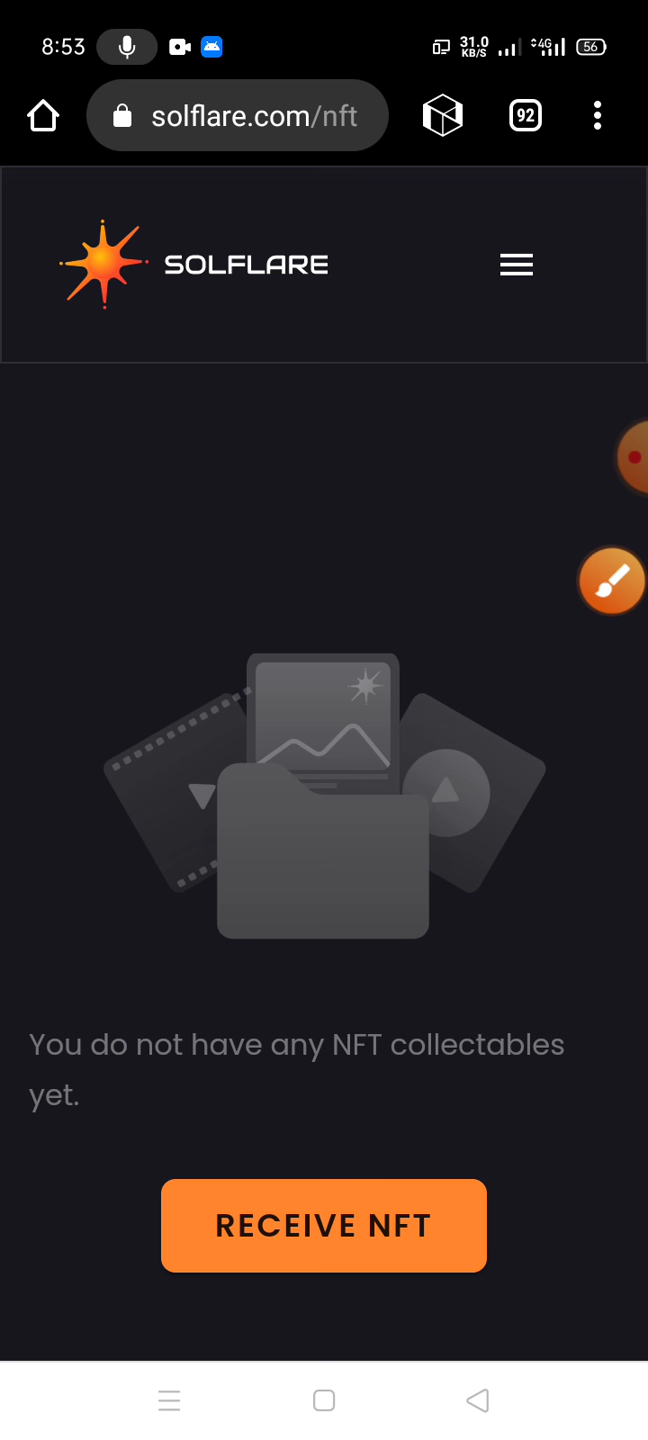 8:53 31.0 KB/S 4G 56
solflare.com/nft 92
SOLFLARE
You do not have any NFT collectables
yet.
RECEIVE NFT